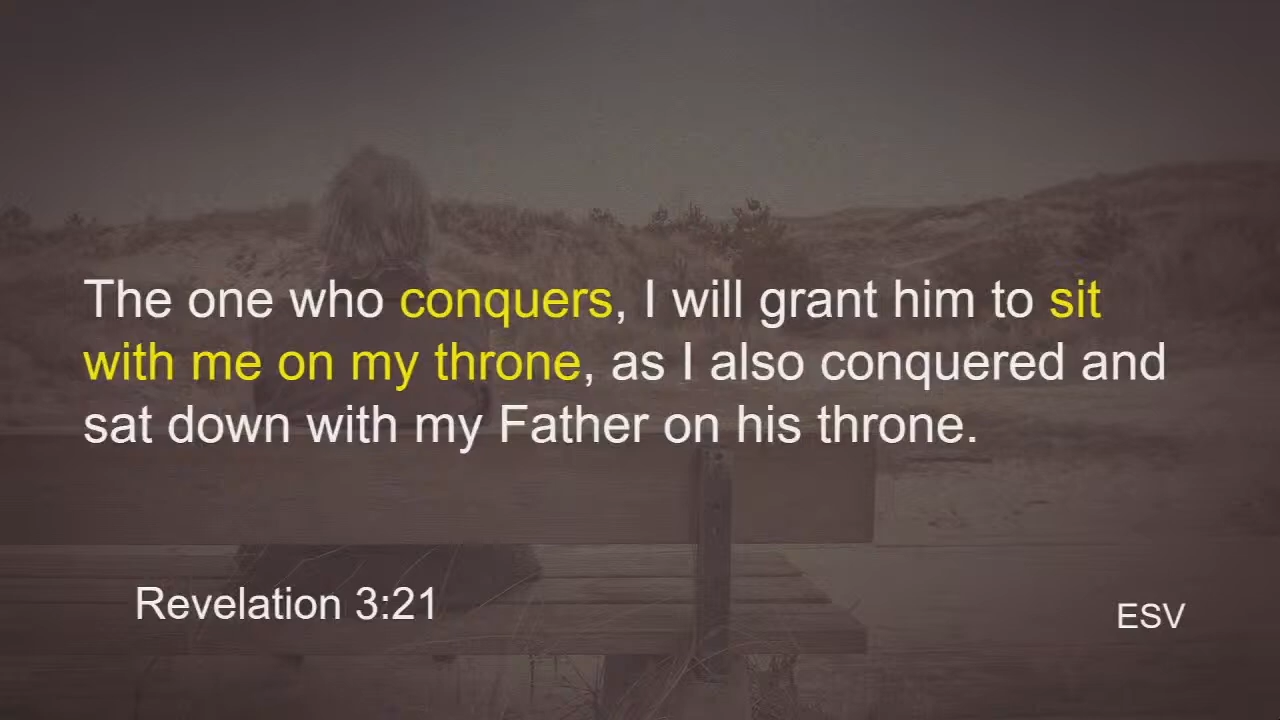 The one who conquers, I will grant him to sit
with me on my throne, as I also conquered and
sat down with my Father on his throne.
Revelation 3:21
ESV